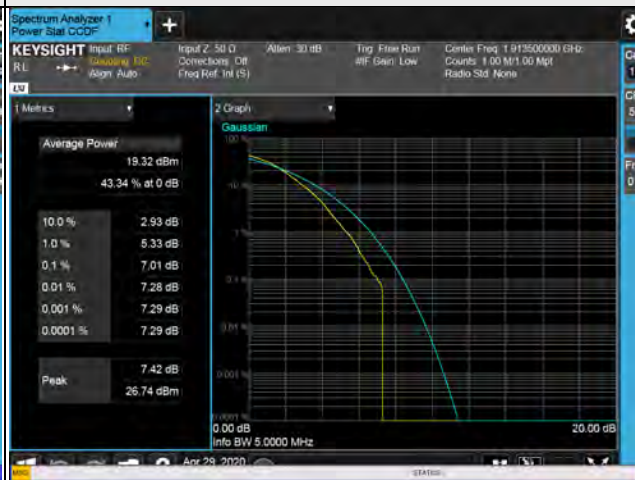 Spectrum Analyzer 1
Power Stat CCDF
+
KEYSIGHT Input: RF Input Z: 50 Ω Atten: 30 dB Trig: Free Run Center Freq: 1.913500000 GHz
RL Coupling: DC Corrections: Off #IF Gain: Low Counts: 1.00 M/1.00 Mpt
Align: Auto Freq Ref: Int (S) Radio Std: None
LXI
1 Metrics
2 Graph
Gaussian
Average Power
19.32 dBm
43.34 % at 0 dB
10.0 % 2.93 dB
1.0 % 5.33 dB
0.1 % 7.01 dB
0.01 % 7.28 dB
0.001 % 7.29 dB
0.0001 % 7.29 dB
Peak 7.42 dB
26.74 dBm
100 %
10 %
1 %
0.1 %
0.01 %
0.001 %
0.0001 %
0.00 dB 20.00 dB
Info BW 5.0000 MHz
Apr 29, 2020
MSG STATUS